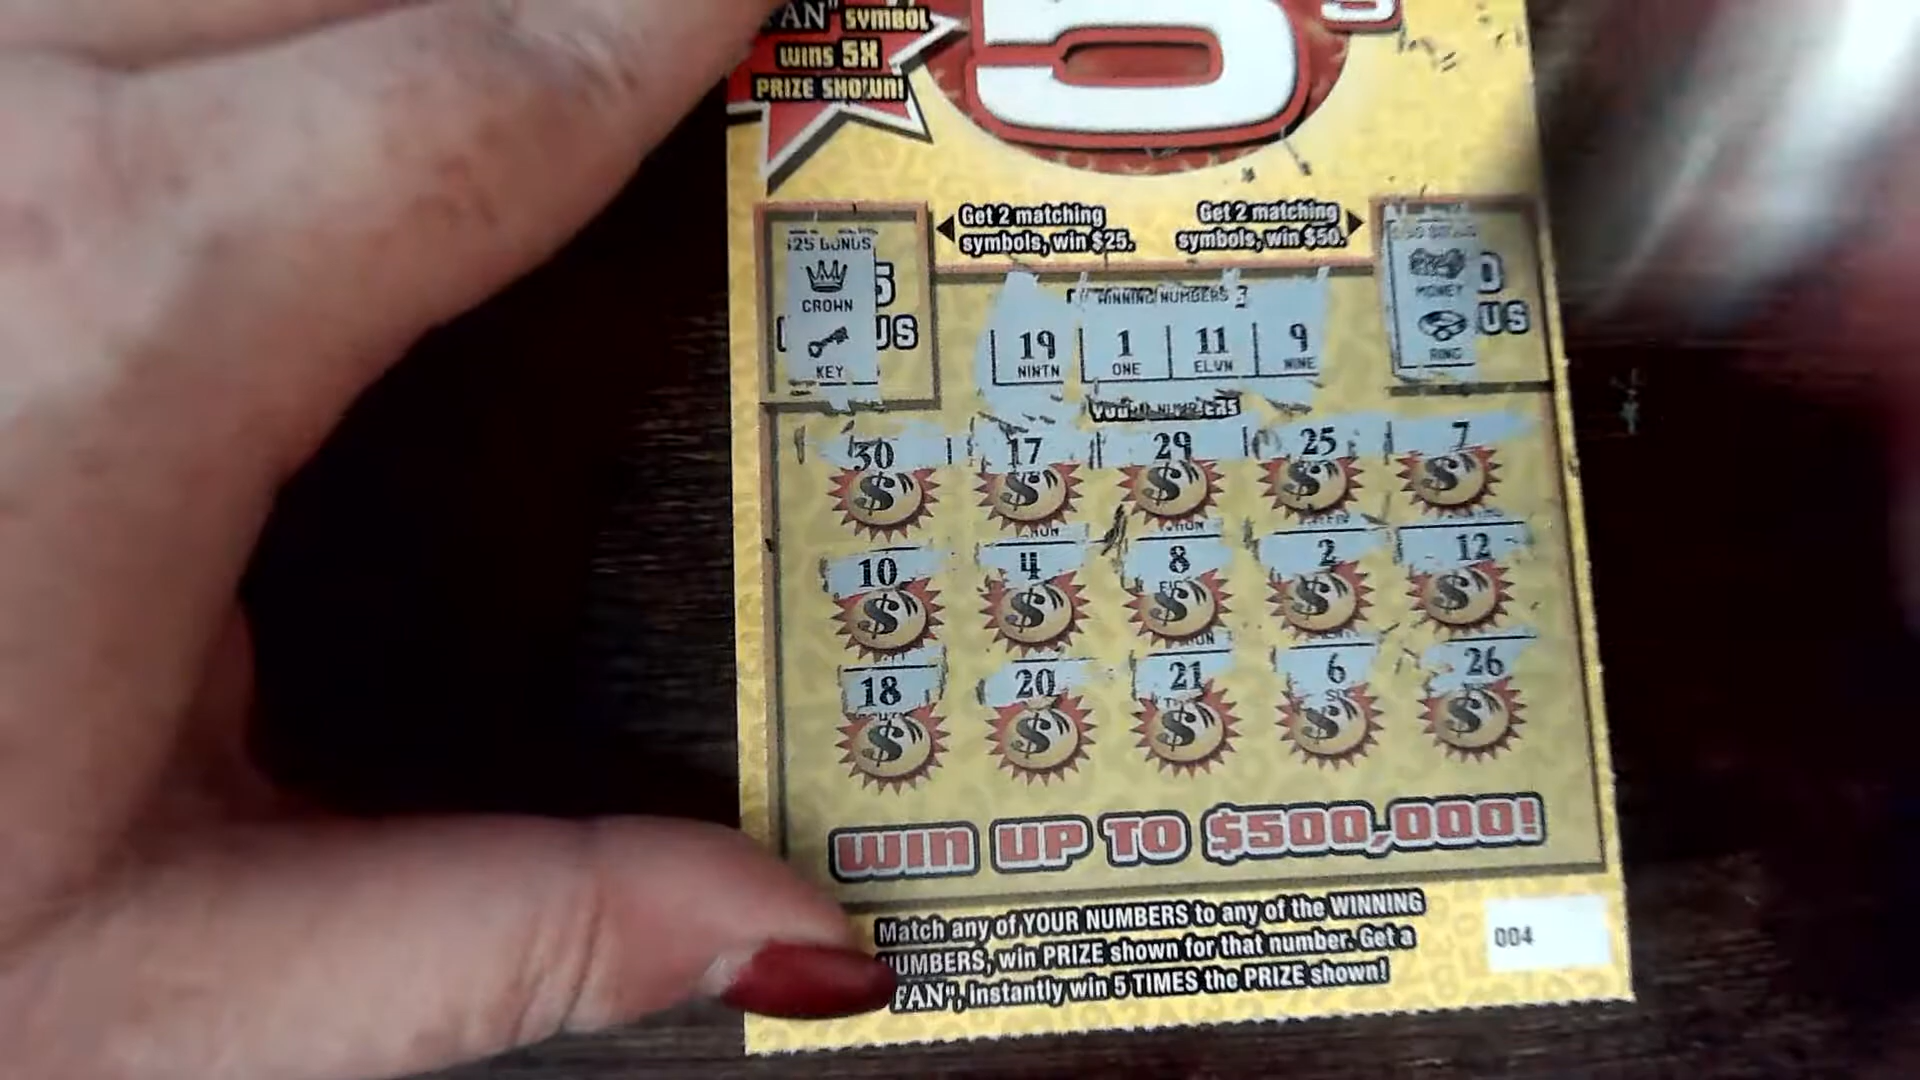 FAN" SYMBOL
WINS 5X
PRIZE SHOWN!
5's
Get 2 matching
symbols, win $25.
Get 2 matching
symbols, win $50.
$25 BONUS
CROWN
KEY
WINNING NUMBERS
19 1 11 9
NINTN ONE ELVN NINE
MONEY
RING
YOUR NUMBERS
30 17 29 25 7
10 4 8 2 12
18 20 21 6 26
WIN UP TO $500,000!
Match any of YOUR NUMBERS to any of the WINNING
NUMBERS, win PRIZE shown for that number. Get a
FAN", instantly win 5 TIMES the PRIZE shown!
004